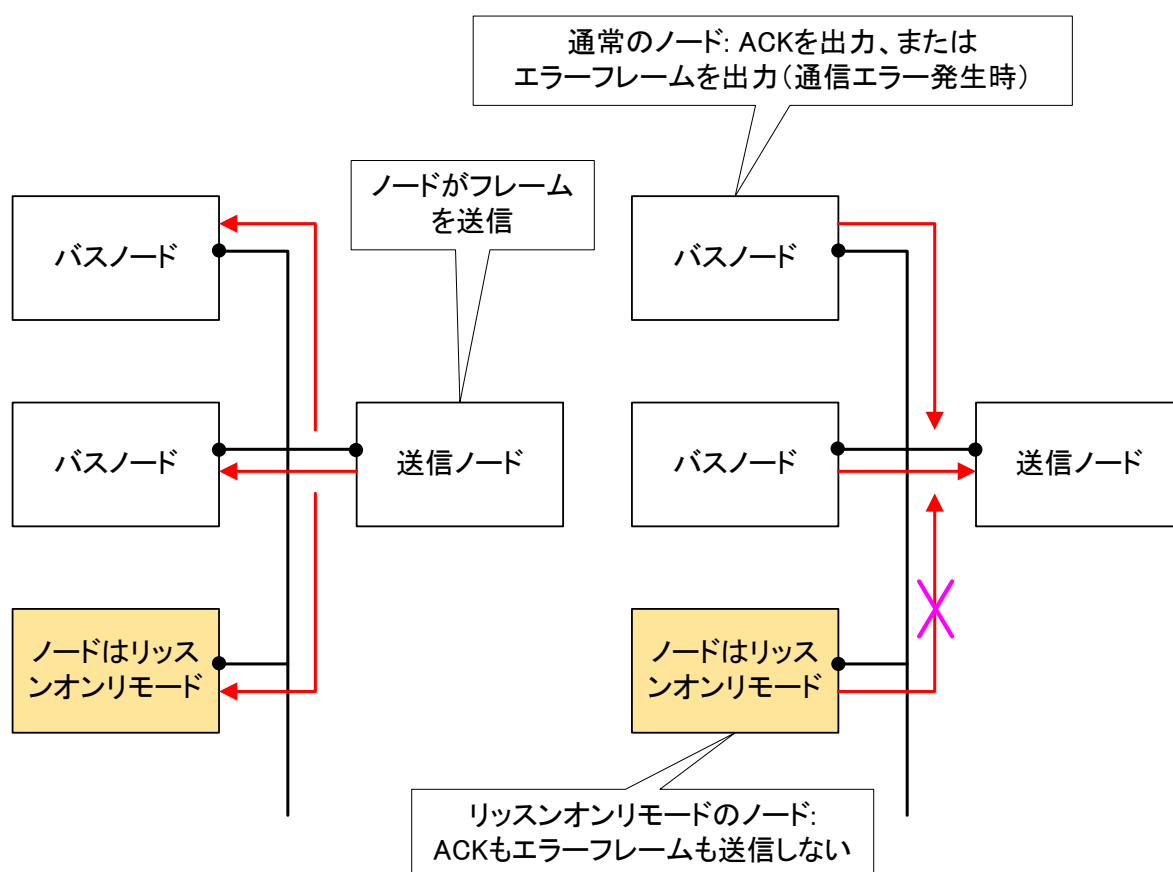 通常のノード: ACKを出力、または
エラーフレームを出力(通信エラー発生時)
ノードがフレーム
を送信
バスノード
バスノード
送信ノード
ノードはリッス
ンオンリモード
バスノード
バスノード
送信ノード
ノードはリッス
ンオンリモード
リッスンオンリモードのノード:
ACKもエラーフレームも送信しない